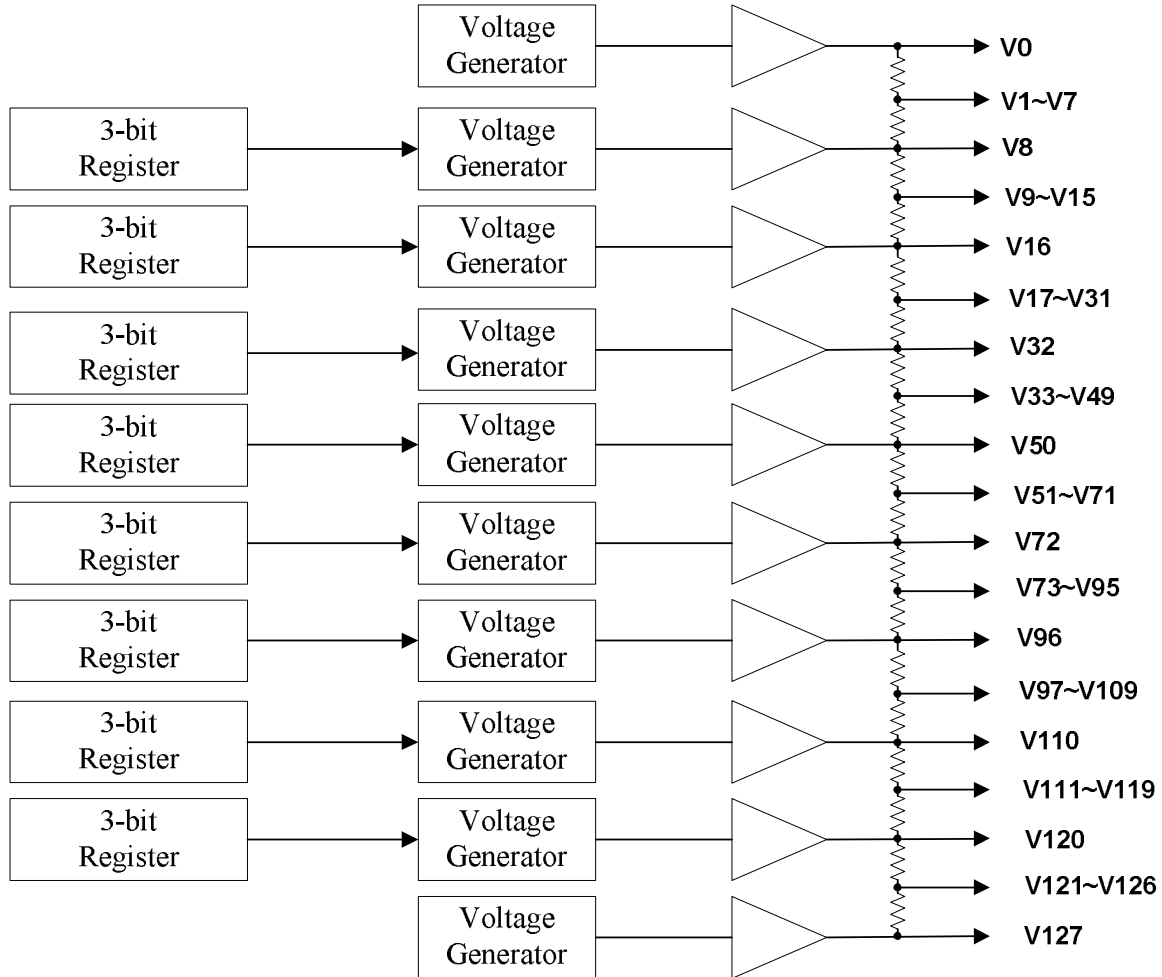 Voltage
Generator
V0
V1~V7
3-bit
Register
Voltage
Generator
V8
V9~V15
3-bit
Register
Voltage
Generator
V16
V17~V31
3-bit
Register
Voltage
Generator
V32
V33~V49
3-bit
Register
Voltage
Generator
V50
V51~V71
3-bit
Register
Voltage
Generator
V72
V73~V95
3-bit
Register
Voltage
Generator
V96
V97~V109
3-bit
Register
Voltage
Generator
V110
V111~V119
3-bit
Register
Voltage
Generator
V120
V121~V126
Voltage
Generator
V127